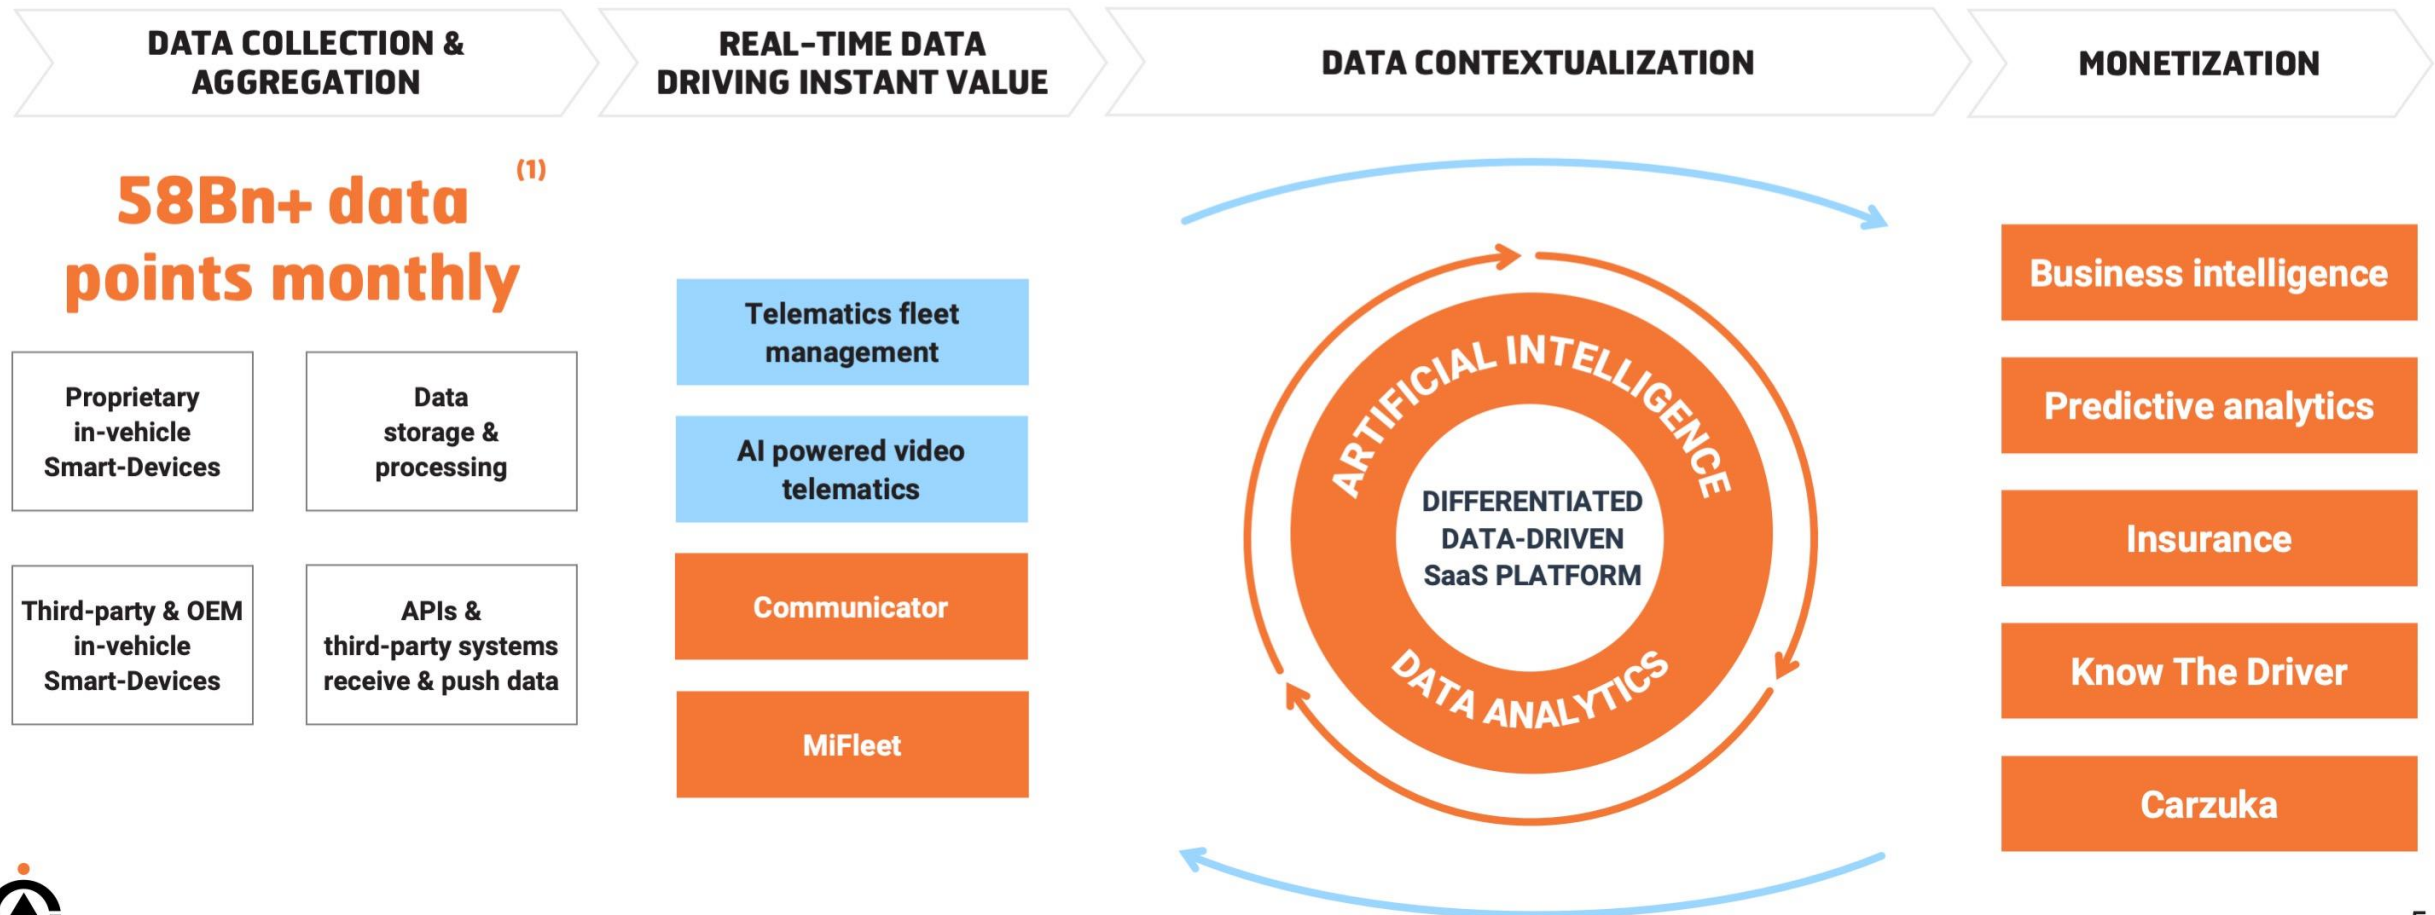 DATA COLLECTION &
AGGREGATION
REAL-TIME DATA
DRIVING INSTANT VALUE
DATA CONTEXTUALIZATION
MONETIZATION
58Bn+ data (1)
points monthly
Proprietary
in-vehicle
Smart-Devices
Data
storage &
processing
Third-party & OEM
in-vehicle
Smart-Devices
APIs &
third-party systems
receive & push data
Telematics fleet
management
AI powered video
telematics
Communicator
MiFleet
ARTIFICIAL INTELLIGENCE
DIFFERENTIATED
DATA-DRIVEN
SaaS PLATFORM
DATA ANALYTICS
Business intelligence
Predictive analytics
Insurance
Know The Driver
Carzuka